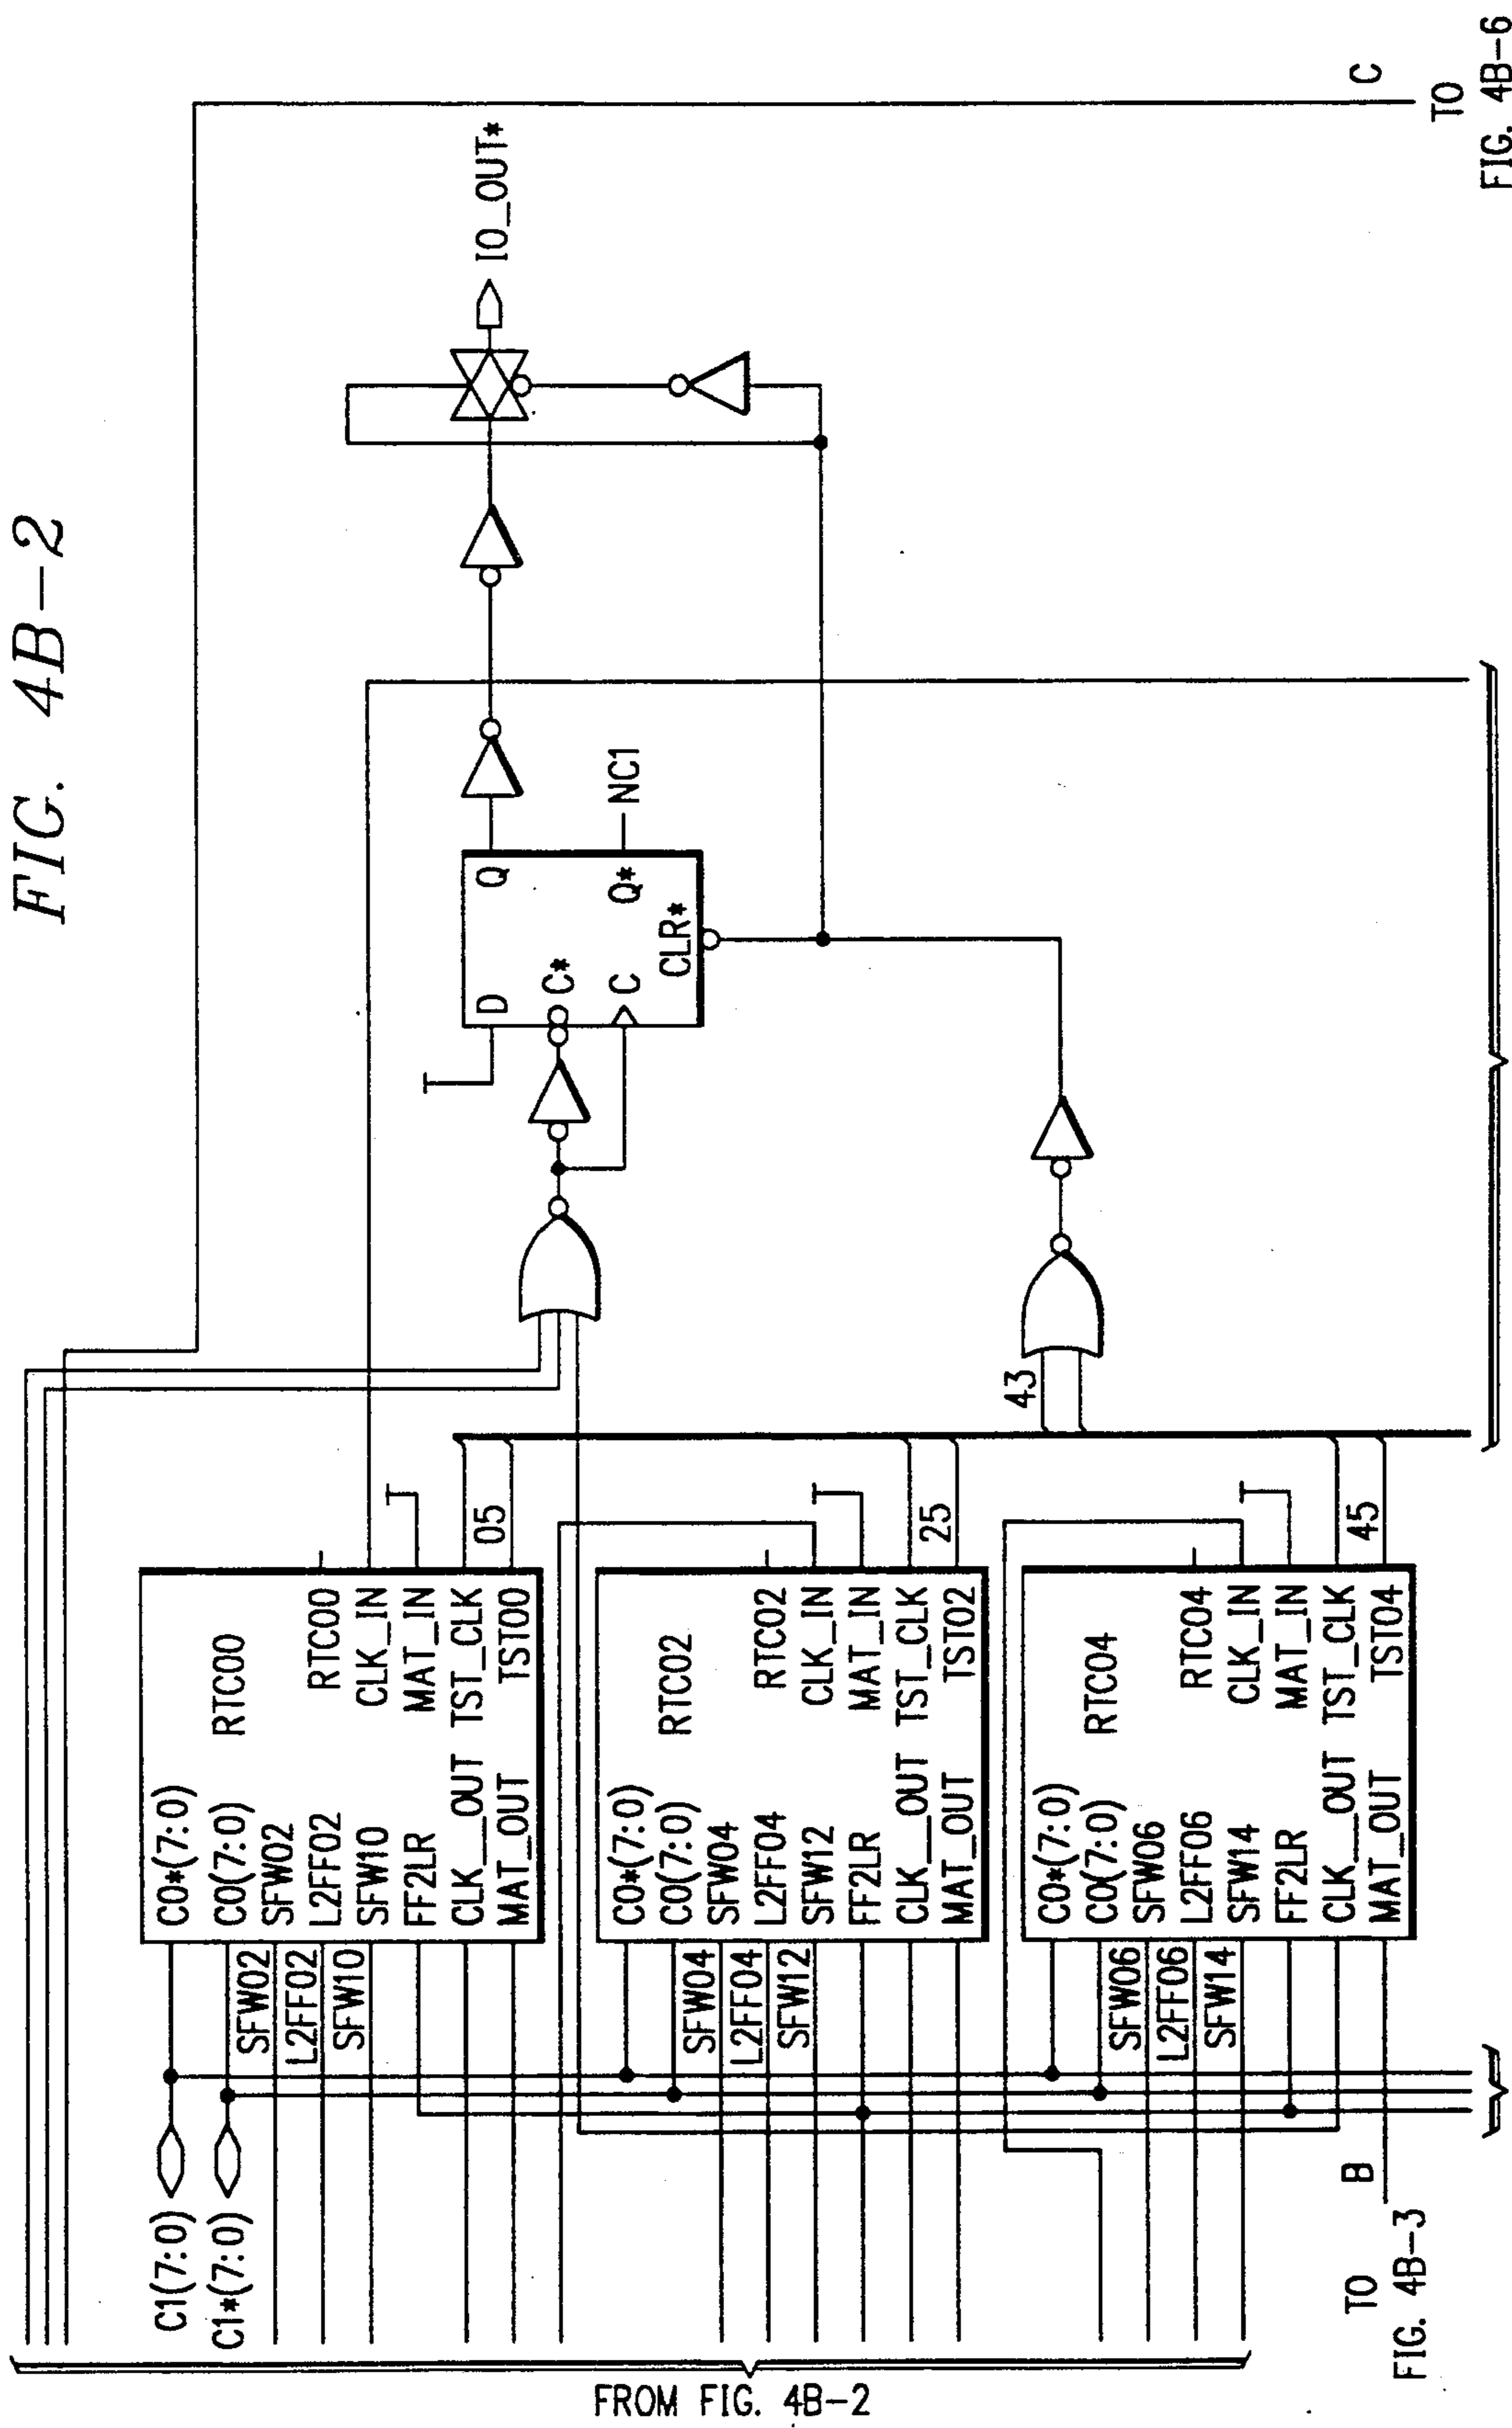 FIG. 4B-2
C1(7:0)
C1*(7:0)
SFW02
L2FF02
SFW10
C0*(7:0)
C0(7:0)
SFW02
L2FF02
SFW10
FF2LR
CLK_OUT
MAT_OUT
RTC00
RTC00
CLK_IN
MAT_IN
TST_CLK
TST00
05
SFW04
L2FF04
SFW12
C0*(7:0)
C0(7:0)
SFW04
L2FF04
SFW12
FF2LR
CLK_OUT
MAT_OUT
RTC02
RTC02
CLK_IN
MAT_IN
TST_CLK
TST02
25
SFW06
L2FF06
SFW14
C0*(7:0)
C0(7:0)
SFW06
L2FF06
SFW14
FF2LR
CLK_OUT
MAT_OUT
RTC04
RTC04
CLK_IN
MAT_IN
TST_CLK
TST04
45
43
D
C*
C
CLR*
Q
Q*
NC1
IO_OUT*
C
TO
FIG. 4B-6
B
TO
FIG. 4B-3
FROM FIG. 4B-2